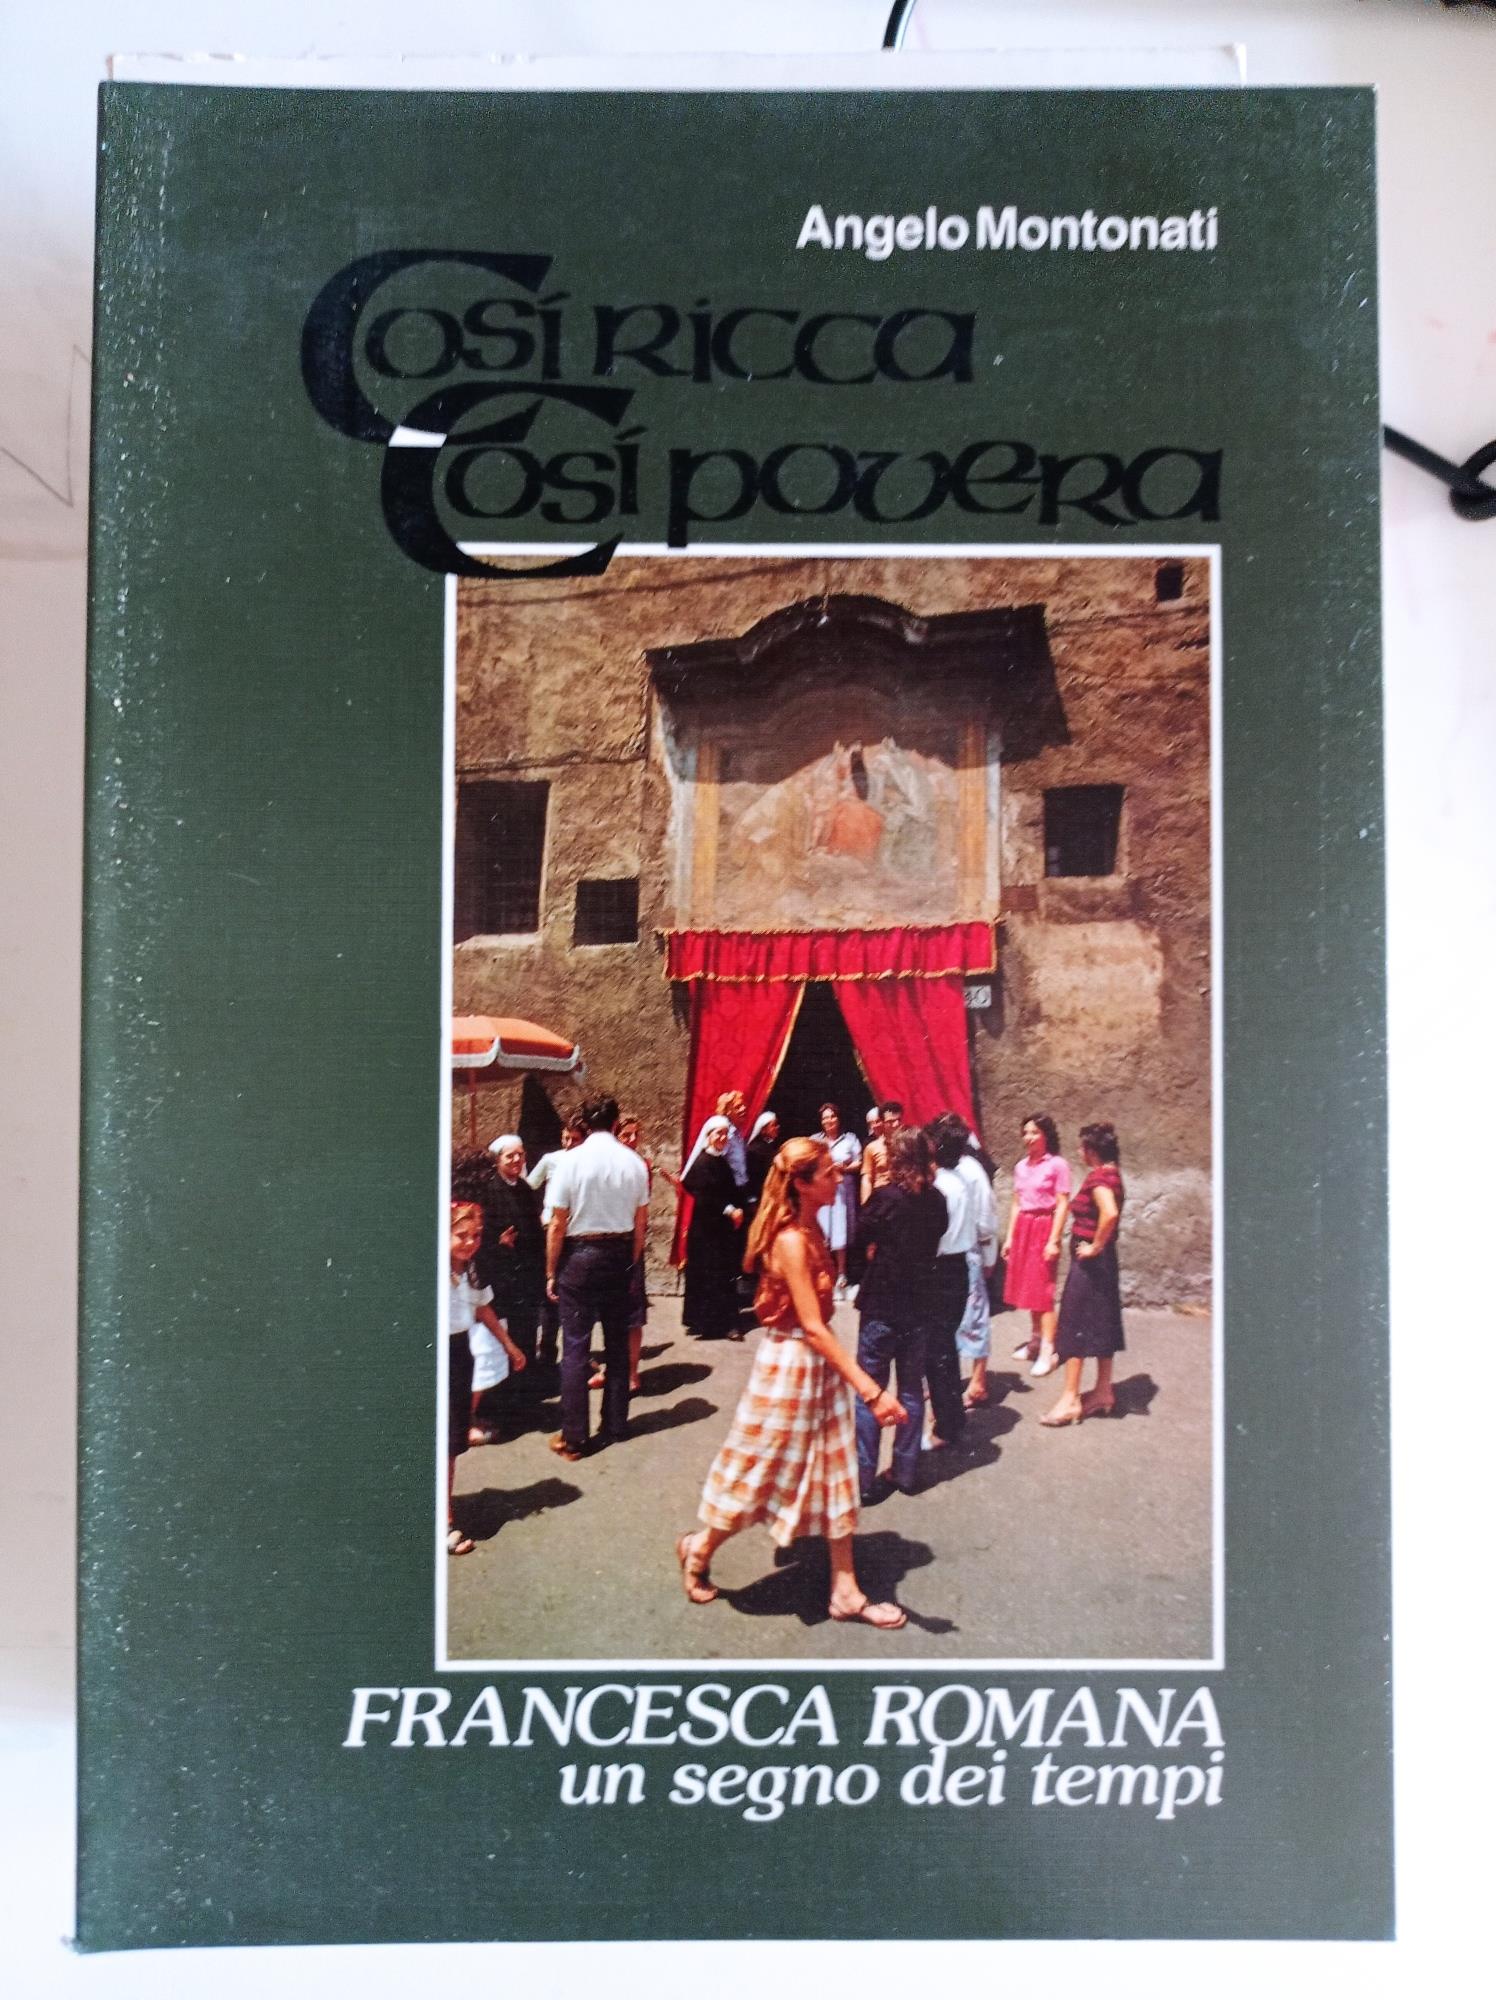 Angelo Montonati
Così ricca
Così povera
FRANCESCA ROMANA
un segno dei tempi